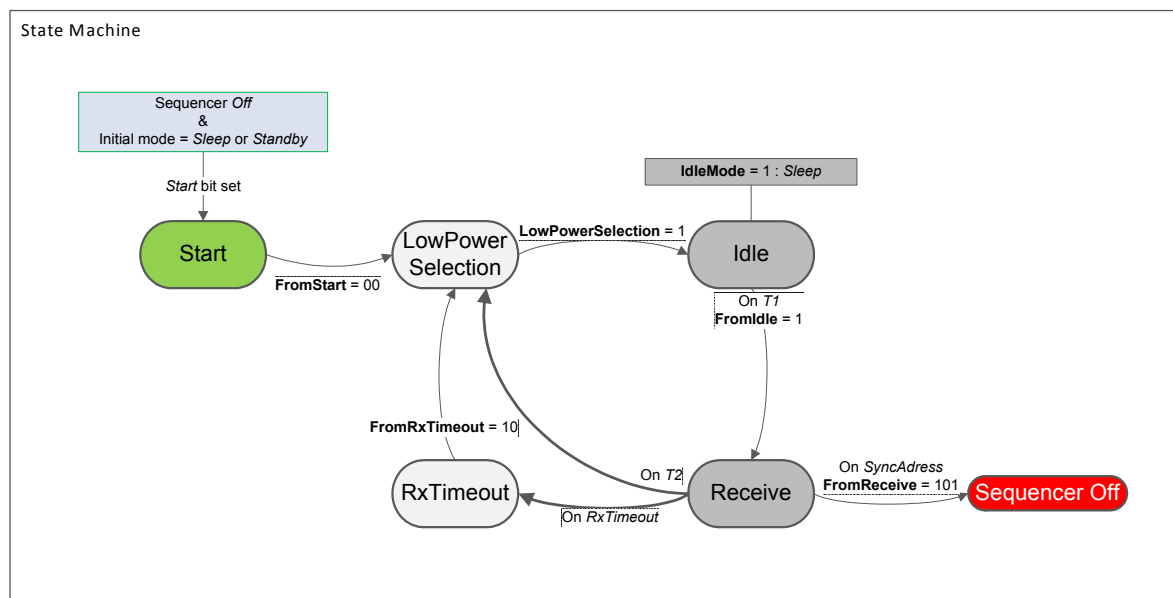 State Machine
Sequencer Off
&
Initial mode = Sleep or Standby
Start bit set
IdleMode = 1 : Sleep
Start
FromStart = 00
LowPower
Selection
LowPowerSelection = 1
Idle
On T1
FromIdle = 1
FromRxTimeout = 10
On T2
RxTimeout
On RxTimeout
Receive
On SyncAdress
FromReceive = 101
Sequencer Off